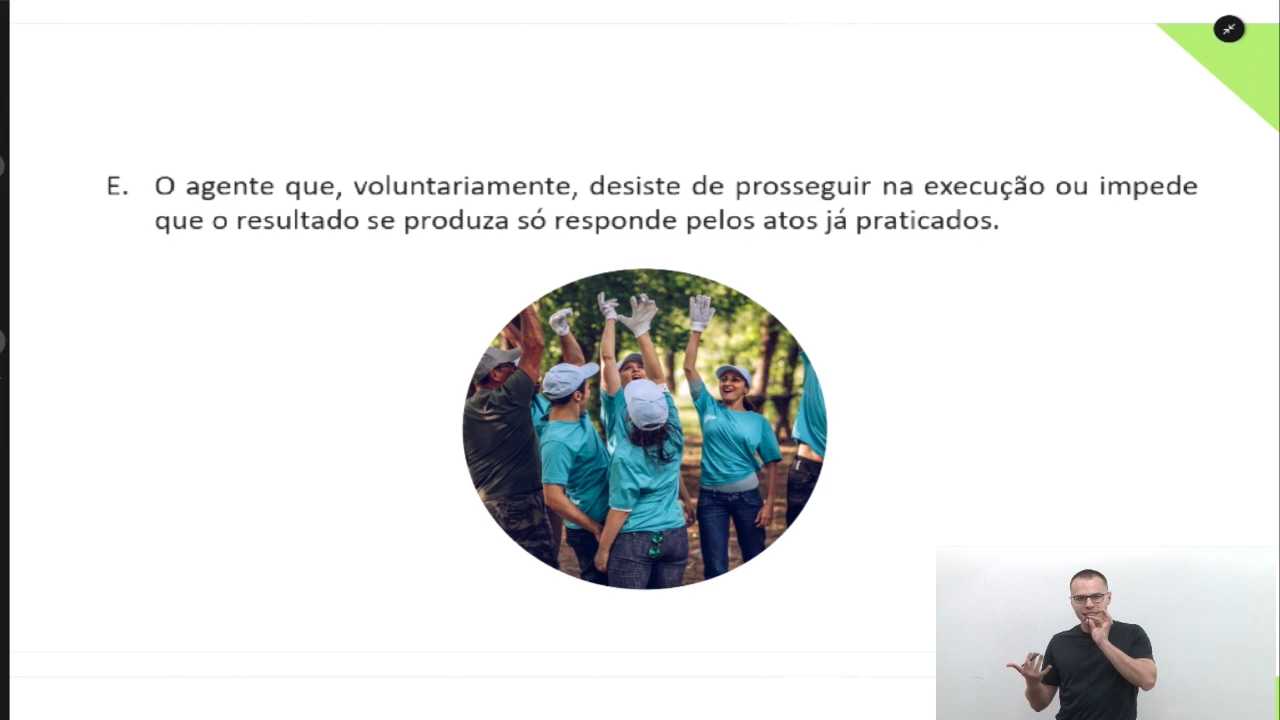 E. O agente que, voluntariamente, desiste de prosseguir na execução ou impede
que o resultado se produza só responde pelos atos já praticados.